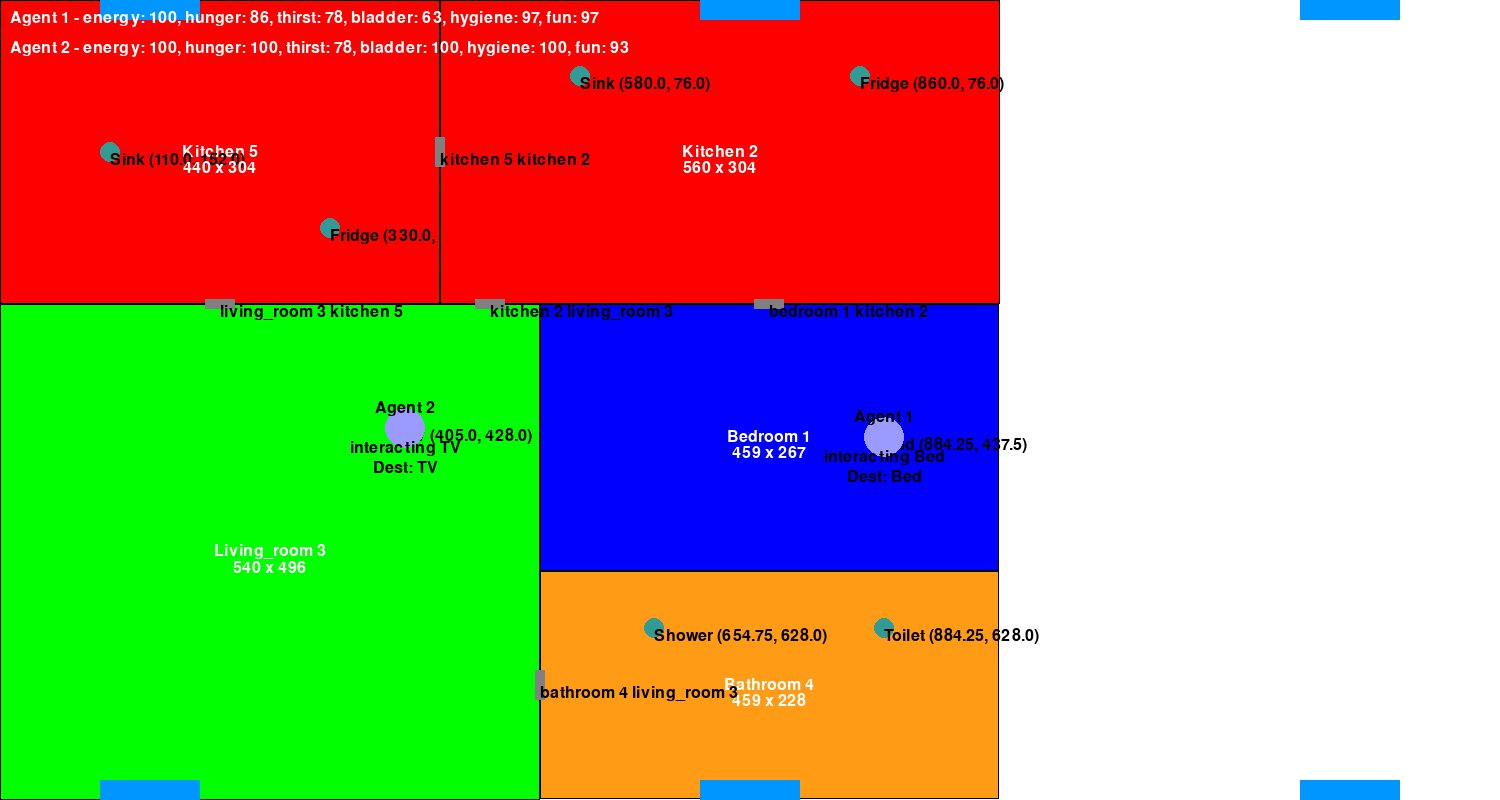 Agent 1 - energy: 100, hunger: 86, thirst: 78, bladder: 63, hygiene: 97, fun: 97
Agent 2 - energy: 100, hunger: 100, thirst: 78, bladder: 100, hygiene: 100, fun: 93
Sink (580.0, 76.0)
Fridge (860.0, 76.0)
Kitchen 5
440 x 304
Sink (110.0, 152.0)
kitchen 5 kitchen 2
Kitchen 2
560 x 304
Fridge (330.0,
living_room 3 kitchen 5
kitchen 2 living_room 3
bedroom 1 kitchen 2
Agent 2
(405.0, 428.0)
interacting TV
Dest: TV
Bedroom 1
459 x 267
Agent 1
(884.25, 437.5)
interacting Bed
Dest: Bed
Living_room 3
540 x 496
Shower (654.75, 628.0)
Toilet (884.25, 628.0)
Bathroom 4
459 x 228
bathroom 4 living_room 3